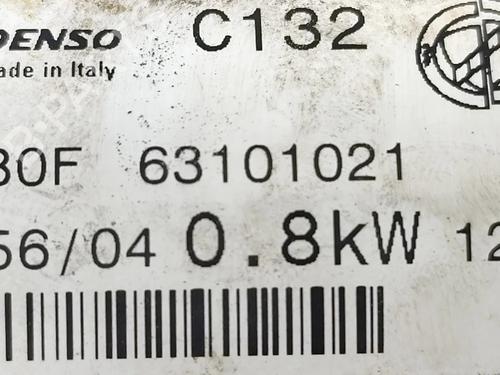 DENSO C132
ade in Italy
30F 63101021
56/04 0.8kW 12